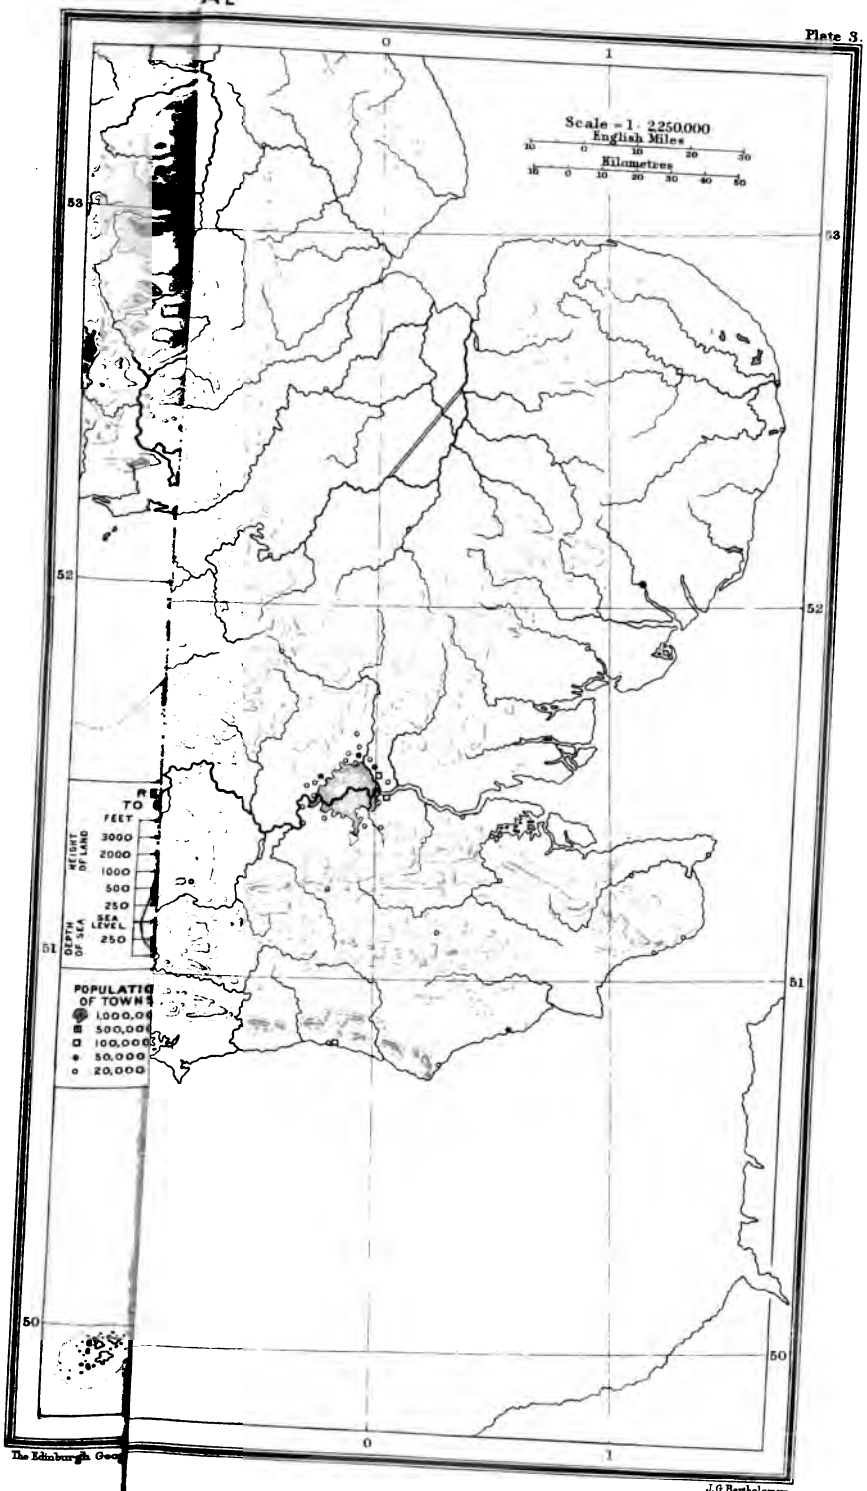 Plate 3.
0
1
Scale = 1 : 2,250,000
English Miles
10 0 10 20 30
Kilometres
10 0 10 20 30 40 50
53
53
52
52
TO
FEET
3000
2000
1000
500
250
SEA LEVEL
250
HEIGHT OF LAND
DEPTH OF SEA
51
51
POPULATIO
OF TOWNS
1,000,00
500,000
100,000
50,000
20,000
50
50
0
1
The Edinburgh Geog
J.G. Bartholomew